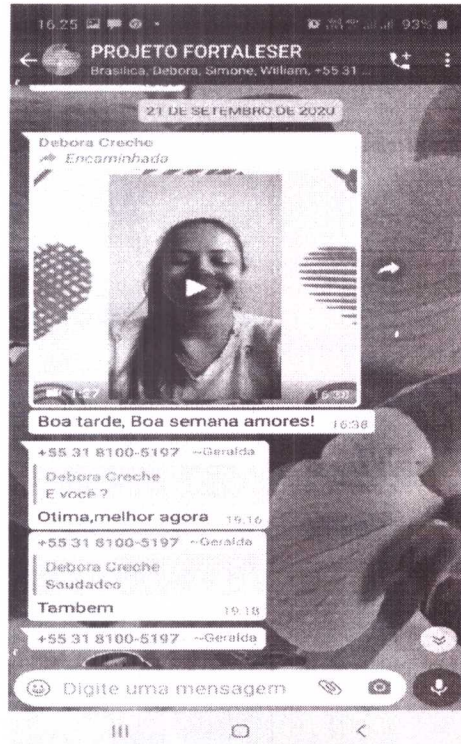 16.25 93%
PROJETO FORTALESER
Brasilica, Debora, Simone, William, +55 31 ...
21 DE SETEMBRO DE 2020
Debora Creche
Encaminhada
1:27 16:38
Boa tarde, Boa semana amores! 16:38
+55 31 8100-5197 ~Geralda
Debora Creche
E você ?
Otima,melhor agora 19.16
+55 31 8100-5197 ~Geralda
Debora Creche
Saudades
Tambem 19.18
+55 31 8100-5197 ~Geralda
Digite uma mensagem